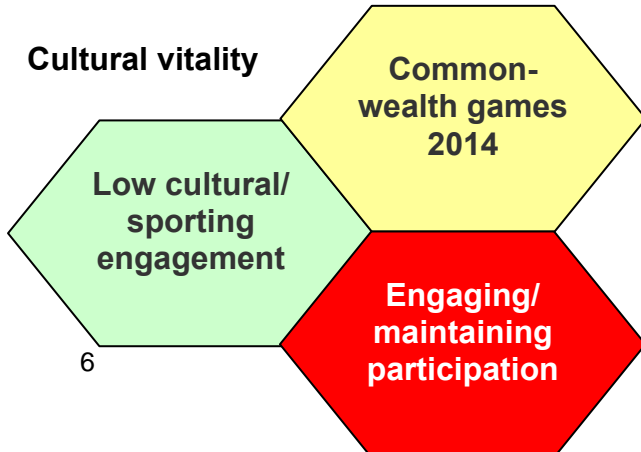 Cultural vitality
Common-
wealth games
2014
Low cultural/
sporting
engagement
Engaging/
maintaining
participation
6